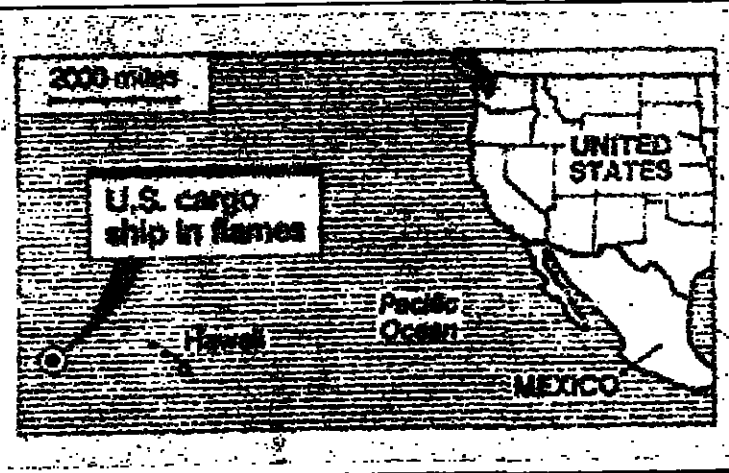 2000 miles
UNITED
STATES
U.S. cargo
ship in flames
Pacific
Ocean
Hawaii
MEXICO